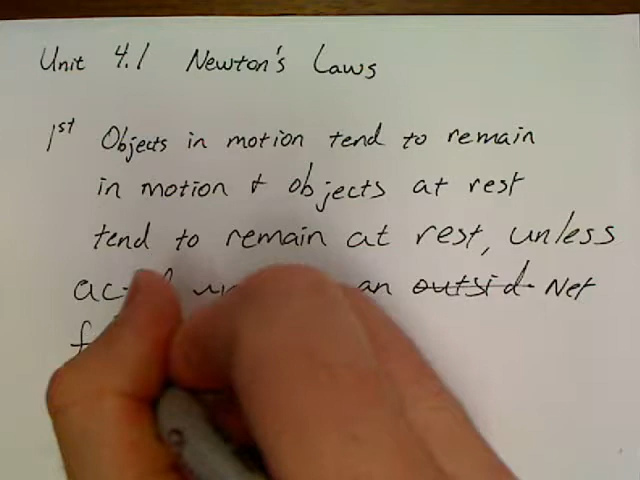 Unit 4.1 Newton's Laws
1st Objects in motion tend to remain
in motion & objects at rest
tend to remain at rest, unless
an outsid Net